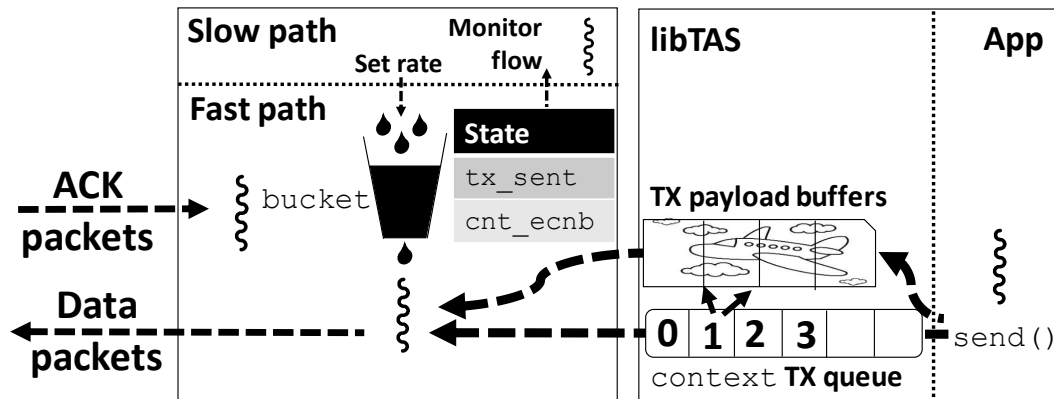 Slow path
Monitor
flow
Set rate
Fast path
State
tx_sent
cnt_ecnb
bucket
ACK
packets
Data
packets
libTAS
App
TX payload buffers
0 1 2 3
send()
context TX queue